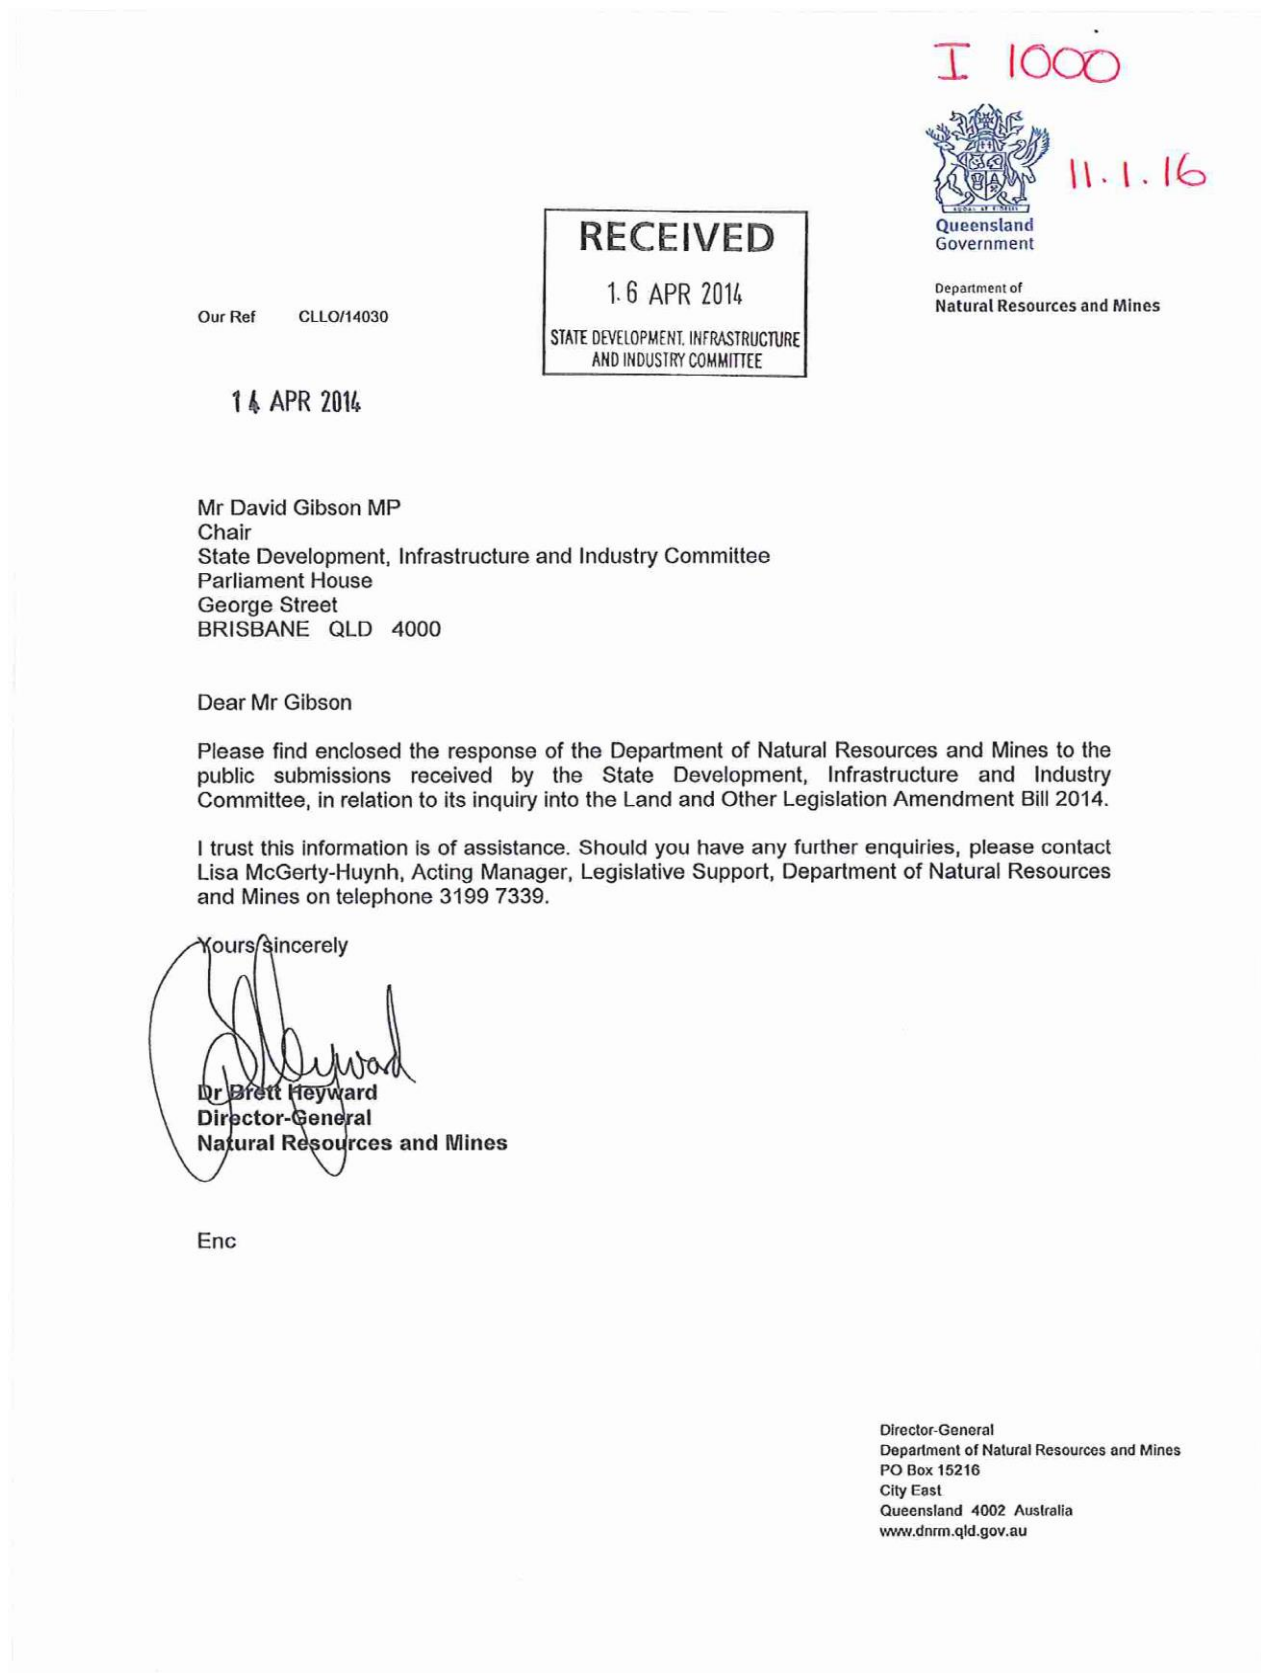 I 1000
11.1.16
Queensland
Government
Department of
Natural Resources and Mines
RECEIVED
1.6 APR 2014
STATE DEVELOPMENT, INFRASTRUCTURE
AND INDUSTRY COMMITTEE
Our Ref CLLO/14030
14 APR 2014
Mr David Gibson MP
Chair
State Development, Infrastructure and Industry Committee
Parliament House
George Street
BRISBANE QLD 4000
Dear Mr Gibson
Please find enclosed the response of the Department of Natural Resources and Mines to the
public submissions received by the State Development, Infrastructure and Industry
Committee, in relation to its inquiry into the Land and Other Legislation Amendment Bill 2014.
I trust this information is of assistance. Should you have any further enquiries, please contact
Lisa McGerty-Huynh, Acting Manager, Legislative Support, Department of Natural Resources
and Mines on telephone 3199 7339.
Yours sincerely
Dr Brett Heyward
Director-General
Natural Resources and Mines
Enc
Director-General
Department of Natural Resources and Mines
PO Box 15216
City East
Queensland 4002 Australia
www.dnrm.qld.gov.au